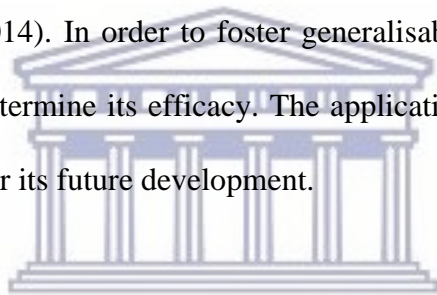 014). In order to foster generalisab
termine its efficacy. The applicati
r its future development.